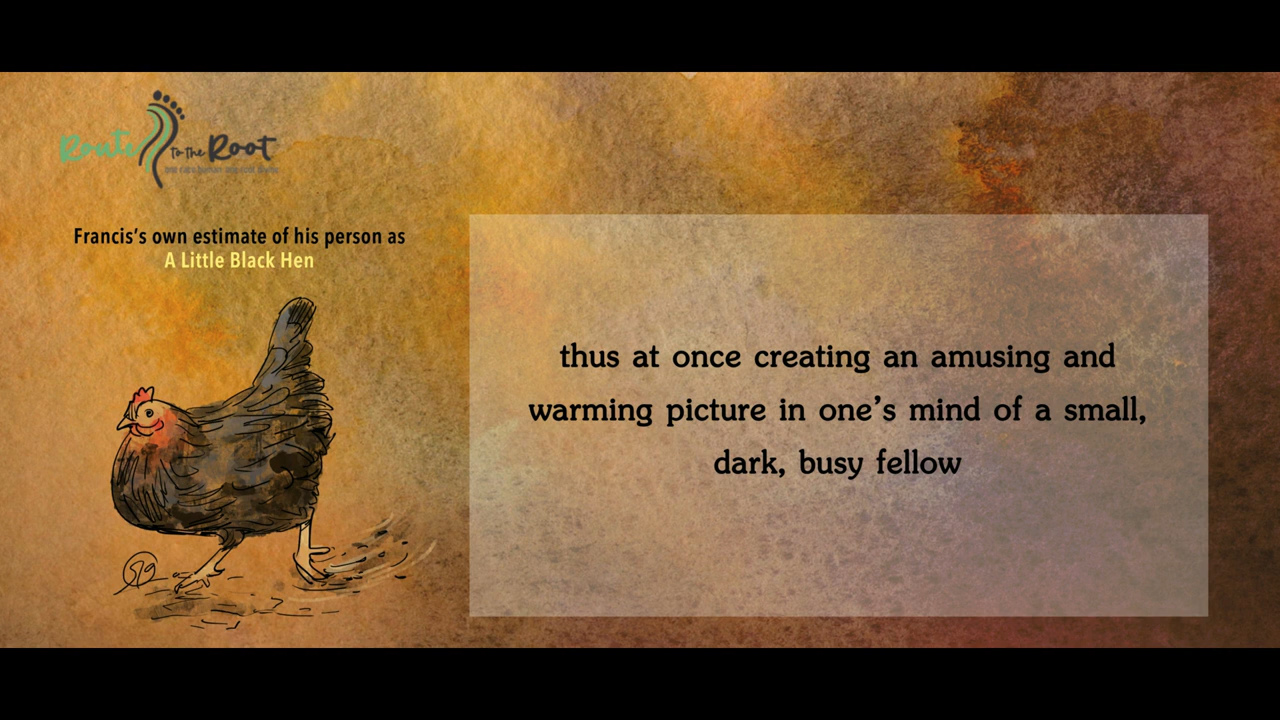 Route to the Root
Francis's own estimate of his person as
A Little Black Hen
thus at once creating an amusing and
warming picture in one's mind of a small,
dark, busy fellow